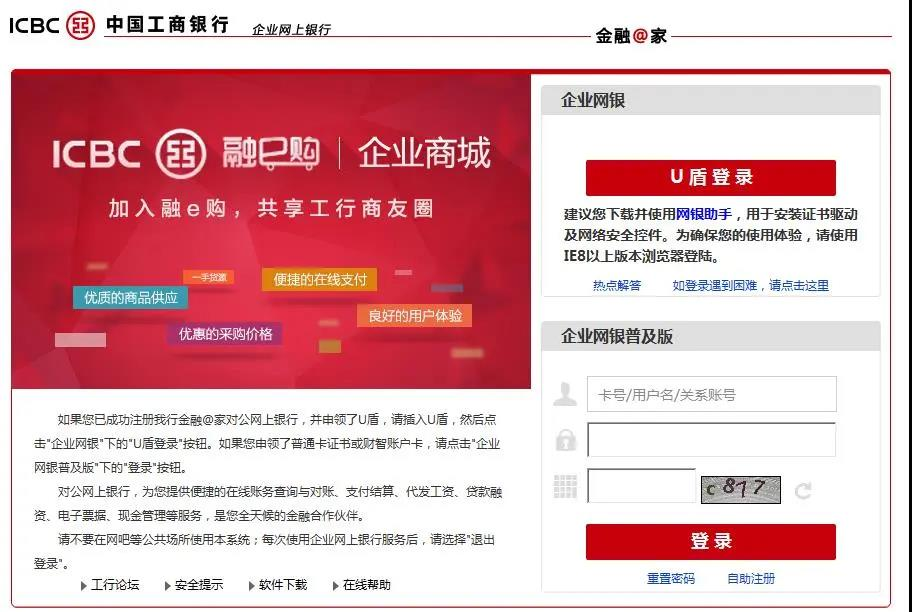 ICBC 中国工商银行 企业网上银行
金融@家
ICBC 融e购 企业商城
加入融e购，共享工行商友圈
一手货源
便捷的在线支付
优质的商品供应
良好的用户体验
优惠的采购价格
如果您已成功注册我行金融@家对公网上银行，并申领了U盾，请插入U盾，然后点
击"企业网银"下的"U盾登录"按钮。如果您申领了普通卡证书或财智账户卡，请点击"企业
网银普及版"下的"登录"按钮。
对公网上银行，为您提供便捷的在线账务查询与对账、支付结算、代发工资、贷款融
资、电子票据、现金管理等服务，是您全天候的金融合作伙伴。
请不要在网吧等公共场所使用本系统；每次使用企业网上银行服务后，请选择"退出
登录"。
工行论坛 安全提示 软件下载 在线帮助
企业网银
U盾登录
建议您下载并使用网银助手，用于安装证书驱动
及网络安全控件。为确保您的使用体验，请使用
IE8以上版本浏览器登陆。
热点解答 如登录遇到困难，请点击这里
企业网银普及版
卡号/用户名/关系账号
c817
登录
重置密码 自助注册